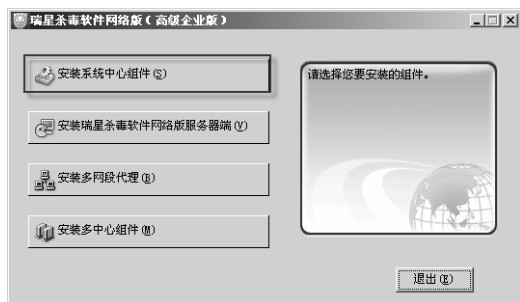 瑞星杀毒软件网络版(高级企业版)
安装系统中心组件(S)
请选择您要安装的组件。
安装瑞星杀毒软件网络版服务器端(V)
安装多网段代理(R)
安装多中心组件(M)
退出(E)